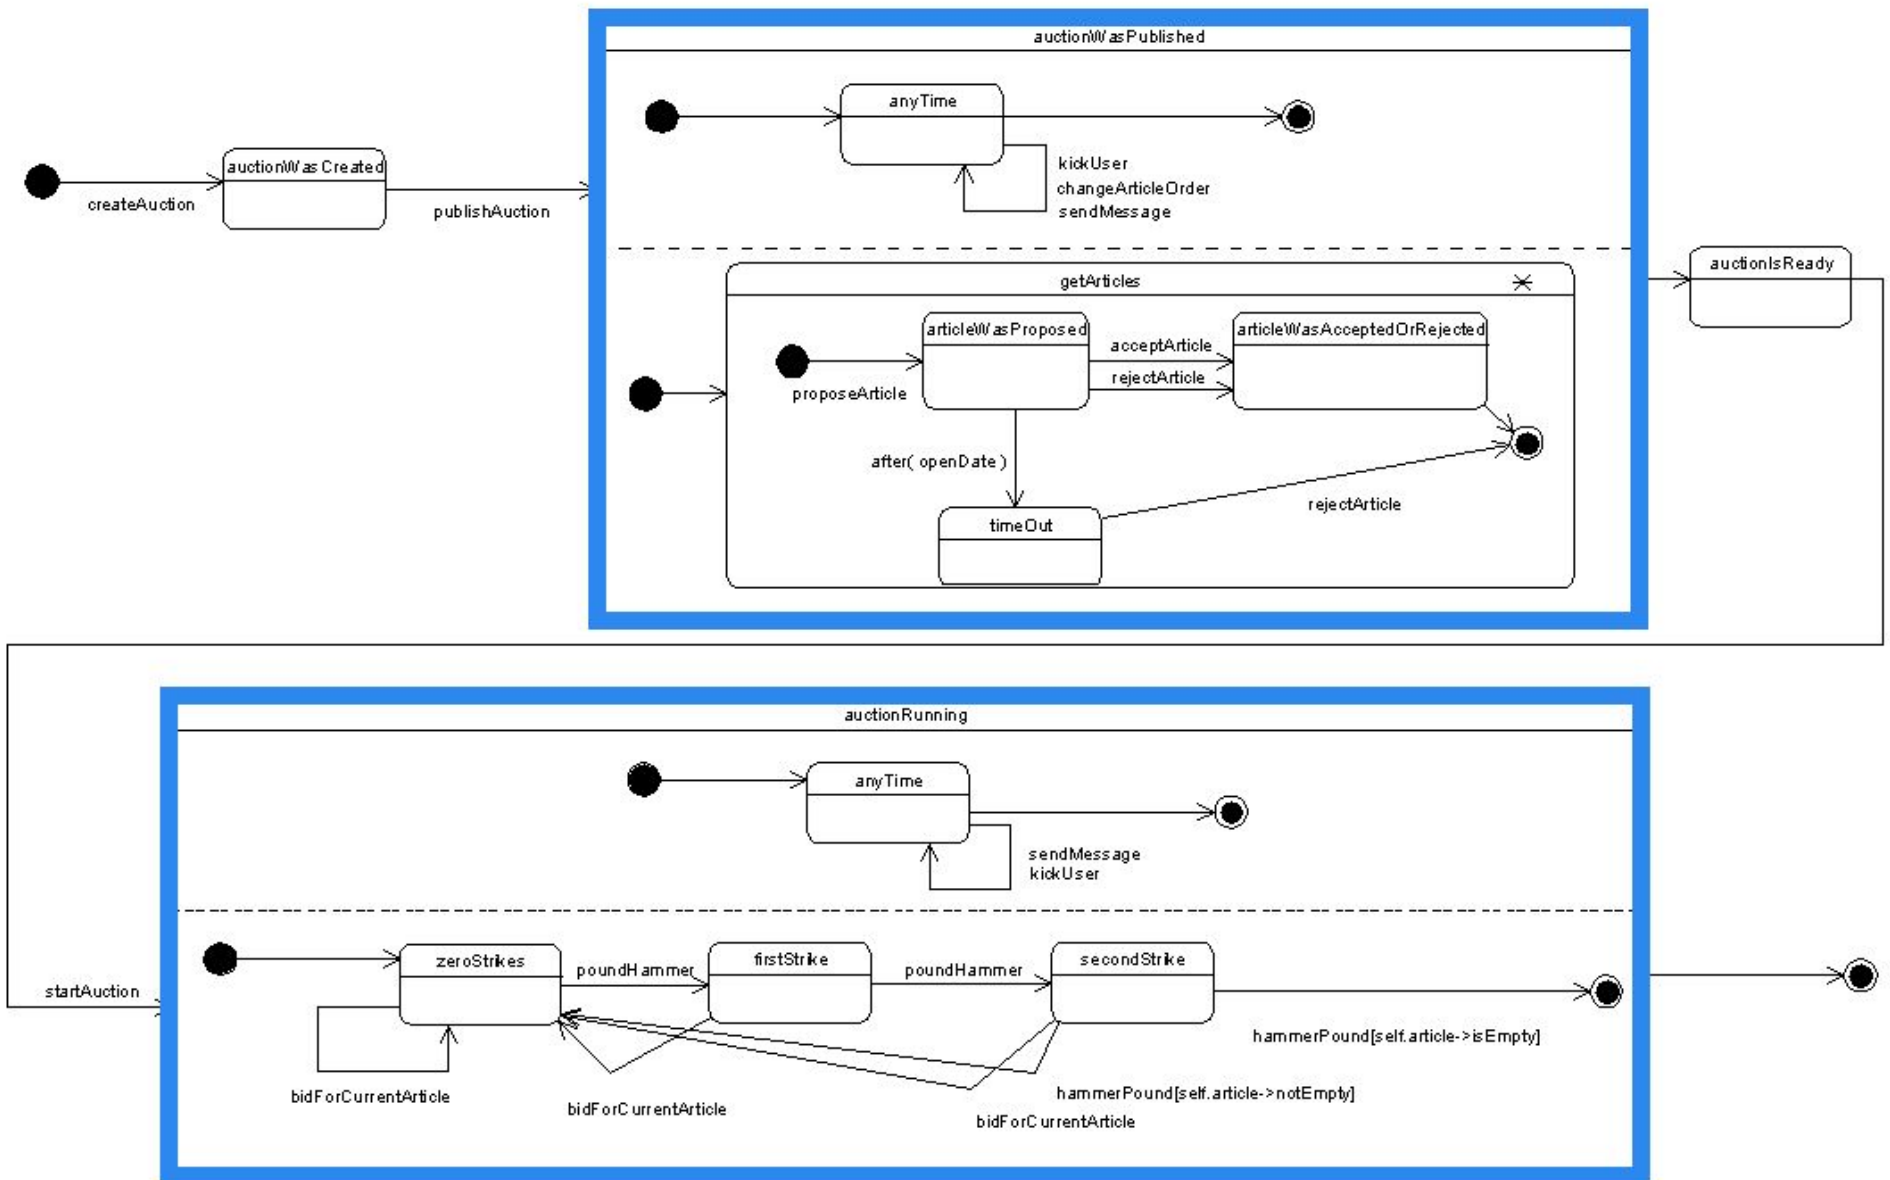 auctionWasPublished
anyTime
kickUser
changeArticleOrder
sendMessage
auctionWasCreated
createAuction
publishAuction
auctionIsReady
getArticles
articleWasProposed
articleWasAcceptedOrRejected
acceptArticle
rejectArticle
proposeArticle
after( openDate )
rejectArticle
timeOut
auctionRunning
anyTime
sendMessage
kickUser
zeroStrikes
poundHammer
firstStrike
poundHammer
secondStrike
startAuction
hammerPound[self.article->isEmpty]
bidForCurrentArticle
bidForCurrentArticle
hammerPound[self.article->notEmpty]
bidForCurrentArticle